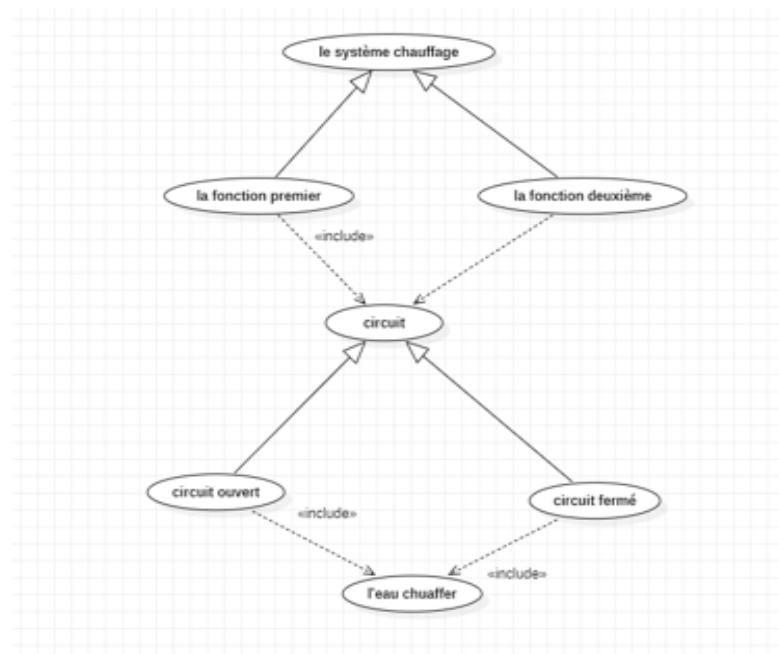 le système chauffage
la fonction premier
la fonction deuxième
«include»
circuit
circuit ouvert
circuit fermé
«include»
«include»
l'eau chuaffer